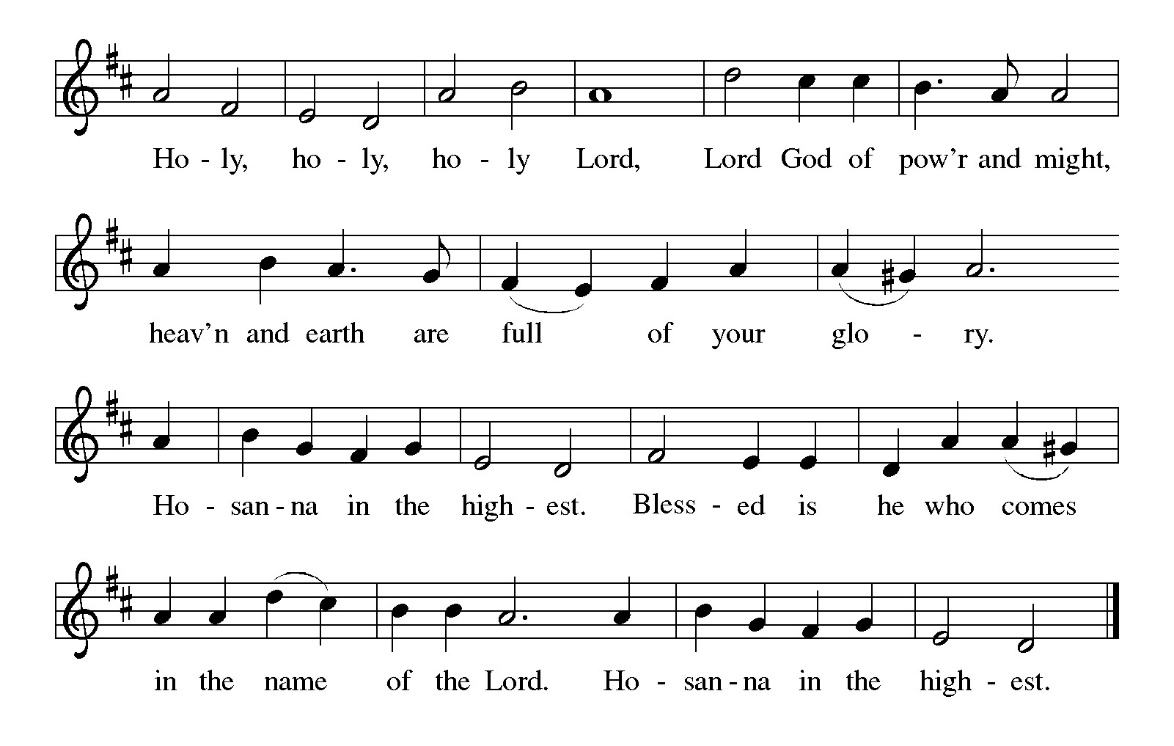 Ho - ly, ho - ly, ho - ly Lord, Lord God of pow’r and might,
heav’n and earth are full of your glo - ry.
Ho - san - na in the high - est. Bless - ed is he who comes
in the name of the Lord. Ho - san - na in the high - est.